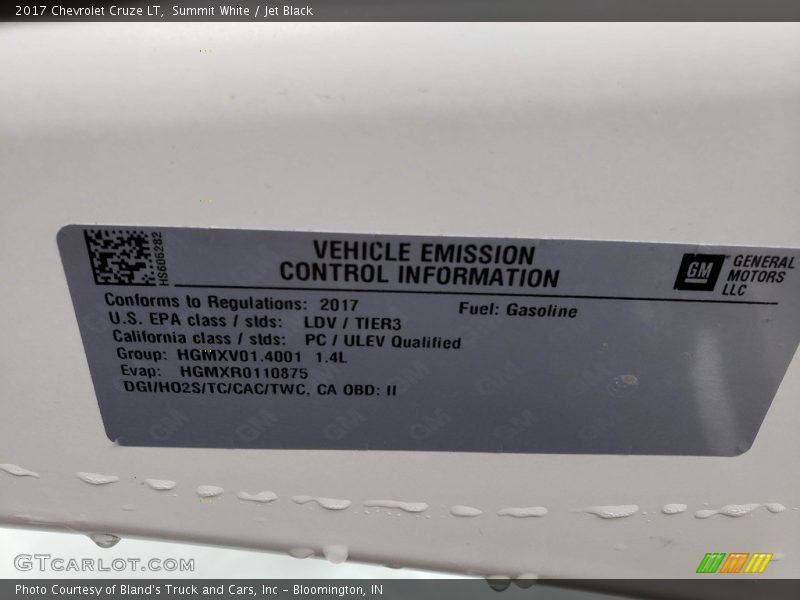 2017 Chevrolet Cruze LT, Summit White / Jet Black
HS605282
VEHICLE EMISSION
CONTROL INFORMATION
GM
GENERAL
MOTORS
LLC
Conforms to Regulations: 2017
Fuel: Gasoline
U.S. EPA class / stds: LDV / TIER3
California class / stds: PC / ULEV Qualified
Group: HGMXV01.4001 1.4L
Evap: HGMXR0110875
DGI/HO2S/TC/CAC/TWC, CA OBD: II
GTCarLot.com
Photo Courtesy of Bland's Truck and Cars, Inc - Bloomington, IN